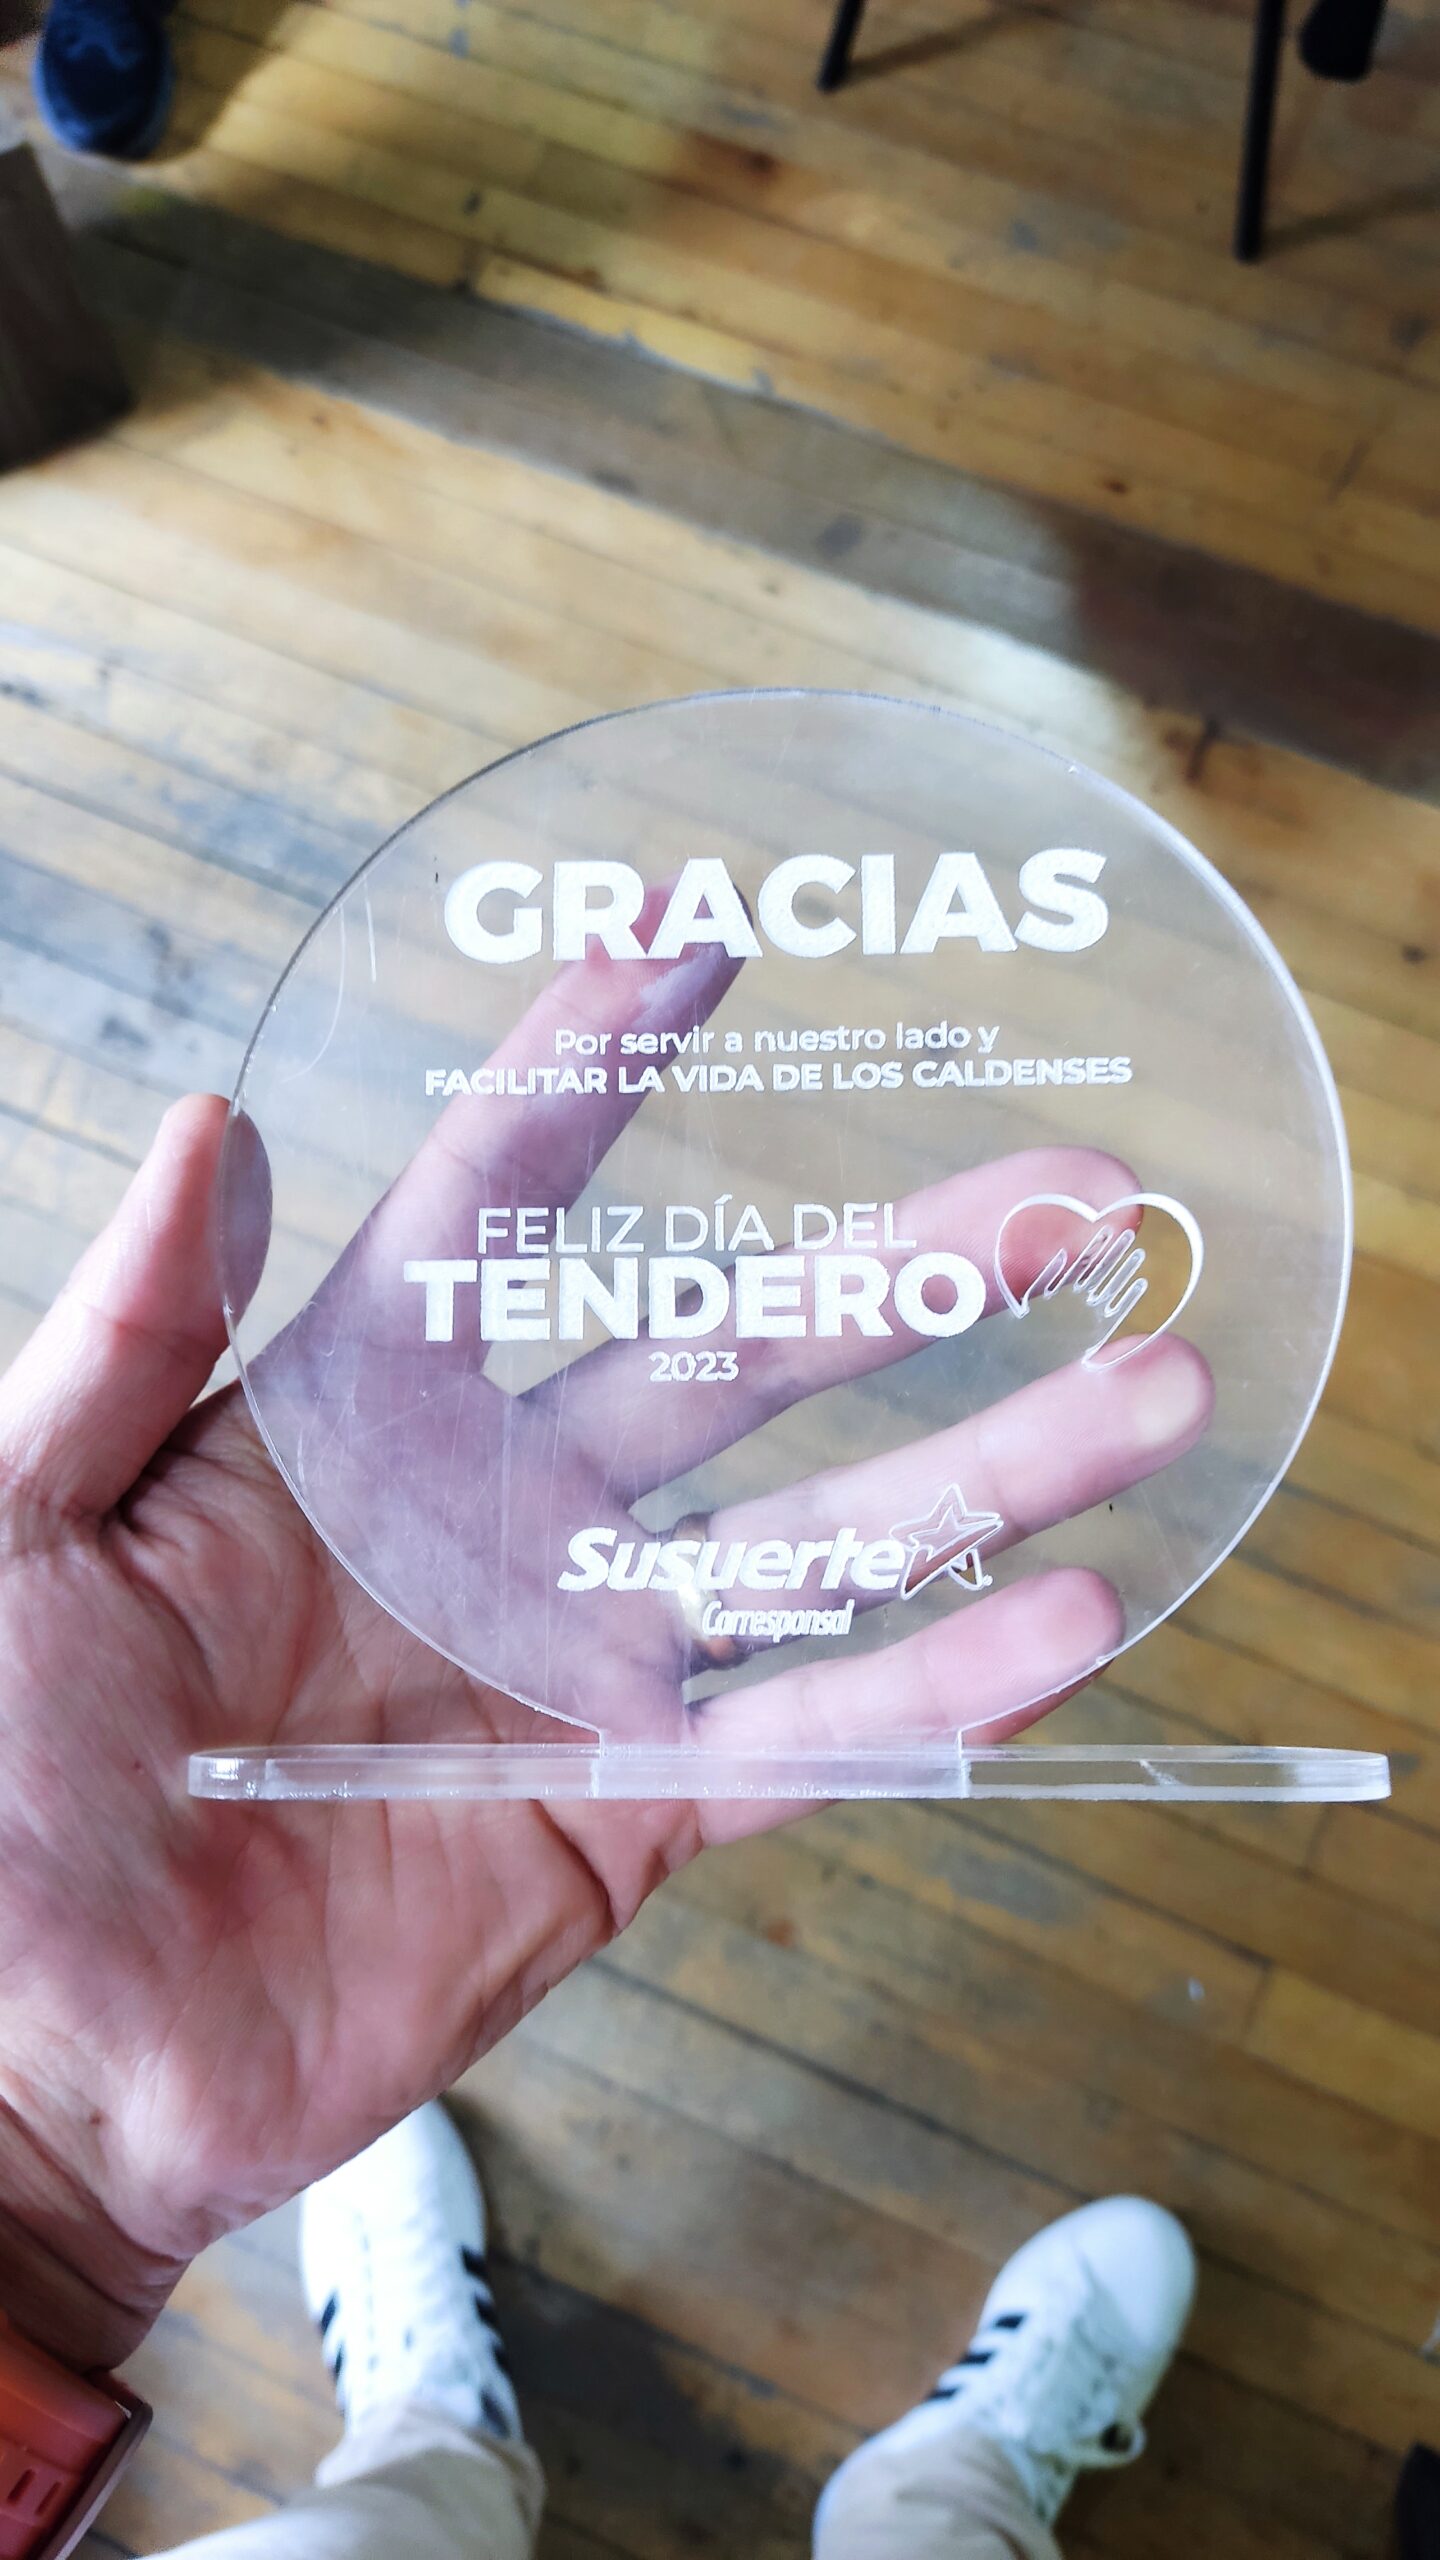 GRACIAS
Por servir a nuestro lado y
FACILITAR LA VIDA DE LOS CALDENSES
FELIZ DÍA DEL
TENDERO
2023
Susuerte
Corresponsal